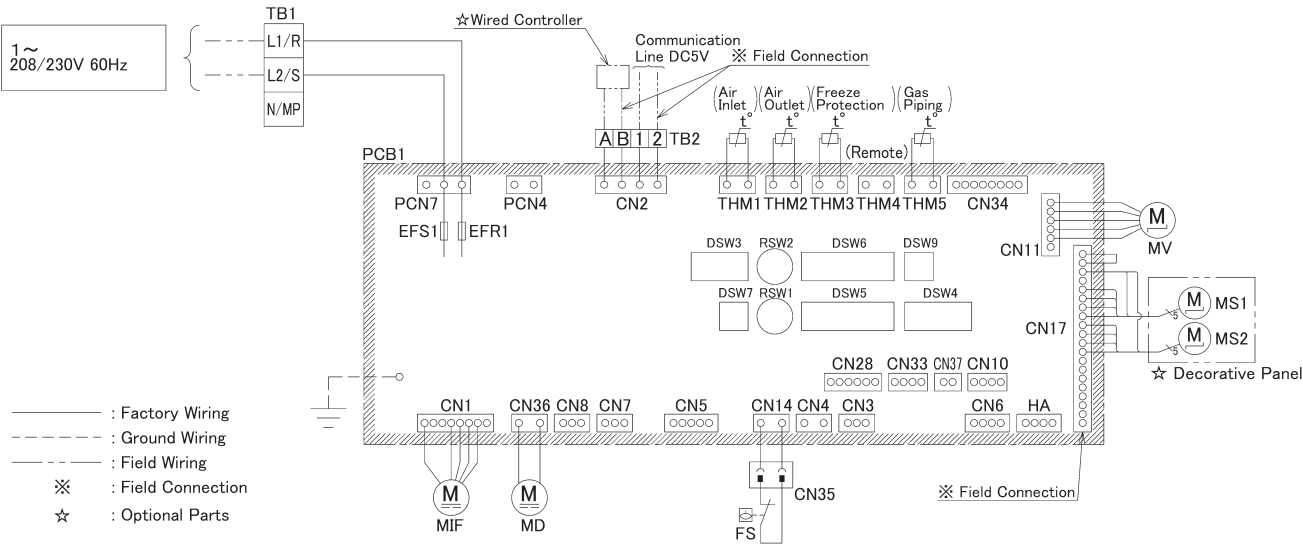 TB1
1~
208/230V 60Hz
L1/R
L2/S
N/MP
☆Wired Controller
Communication
Line DC5V
※ Field Connection
A B 1 2 TB2
(Air Inlet)
(Air Outlet)
(Freeze Protection)
(Gas Piping)
t° t° t° t°
(Remote)
PCB1
PCN7 PCN4 CN2 THM1 THM2 THM3 THM4 THM5 CN34
EFS1 EFR1
CN11
M
MV
DSW3 RSW2 DSW6 DSW9
DSW7 RSW1 DSW5 DSW4
CN17
M MS1
5
M MS2
5
☆ Decorative Panel
CN28 CN33 CN37 CN10
CN1 CN36 CN8 CN7 CN5 CN14 CN4 CN3 CN6 HA
M
MIF
M
MD
CN35
FS
※ Field Connection
: Factory Wiring
: Ground Wiring
: Field Wiring
※ : Field Connection
☆ : Optional Parts